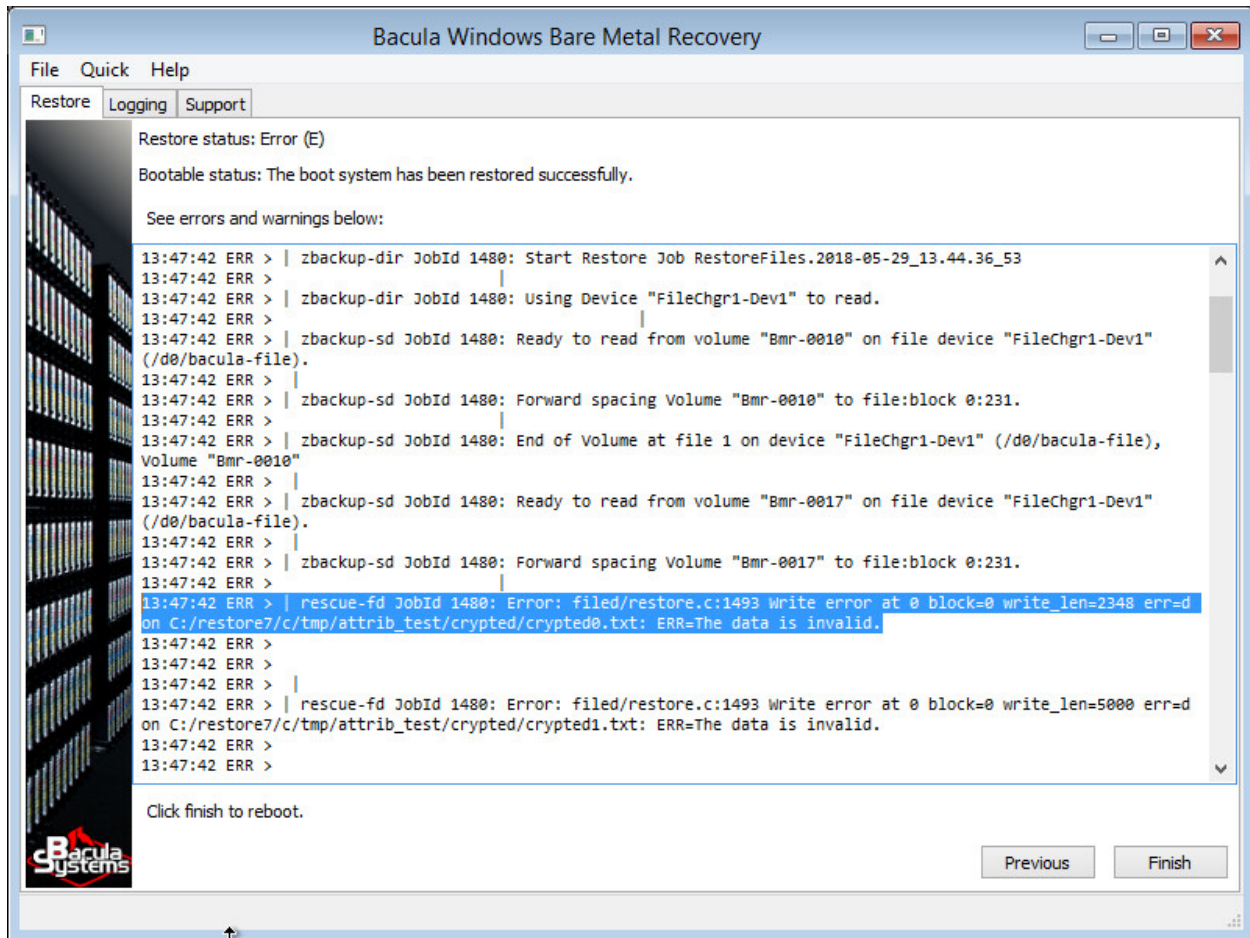 Bacula Windows Bare Metal Recovery
File Quick Help
Restore Logging Support
Restore status: Error (E)
Bootable status: The boot system has been restored successfully.
See errors and warnings below:
13:47:42 ERR > | zbackup-dir JobId 1480: Start Restore Job RestoreFiles.2018-05-29_13.44.36_53
13:47:42 ERR > |
13:47:42 ERR > | zbackup-dir JobId 1480: Using Device "FileChgr1-Dev1" to read.
13:47:42 ERR > |
13:47:42 ERR > | zbackup-sd JobId 1480: Ready to read from volume "Bmr-0010" on file device "FileChgr1-Dev1"
(/d0/bacula-file).
13:47:42 ERR > |
13:47:42 ERR > | zbackup-sd JobId 1480: Forward spacing Volume "Bmr-0010" to file:block 0:231.
13:47:42 ERR > |
13:47:42 ERR > | zbackup-sd JobId 1480: End of Volume at file 1 on device "FileChgr1-Dev1" (/d0/bacula-file),
Volume "Bmr-0010"
13:47:42 ERR > |
13:47:42 ERR > | zbackup-sd JobId 1480: Ready to read from volume "Bmr-0017" on file device "FileChgr1-Dev1"
(/d0/bacula-file).
13:47:42 ERR > |
13:47:42 ERR > | zbackup-sd JobId 1480: Forward spacing Volume "Bmr-0017" to file:block 0:231.
13:47:42 ERR > |
13:47:42 ERR > | rescue-fd JobId 1480: Error: filed/restore.c:1493 Write error at 0 block=0 write_len=2348 err=d
on C:/restore7/c/tmp/attrib_test/crypted/crypted0.txt: ERR=The data is invalid.
13:47:42 ERR >
13:47:42 ERR >
13:47:42 ERR > |
13:47:42 ERR > | rescue-fd JobId 1480: Error: filed/restore.c:1493 Write error at 0 block=0 write_len=5000 err=d
on C:/restore7/c/tmp/attrib_test/crypted/crypted1.txt: ERR=The data is invalid.
13:47:42 ERR >
13:47:42 ERR >
Click finish to reboot.
Bacula
Systems
Previous Finish